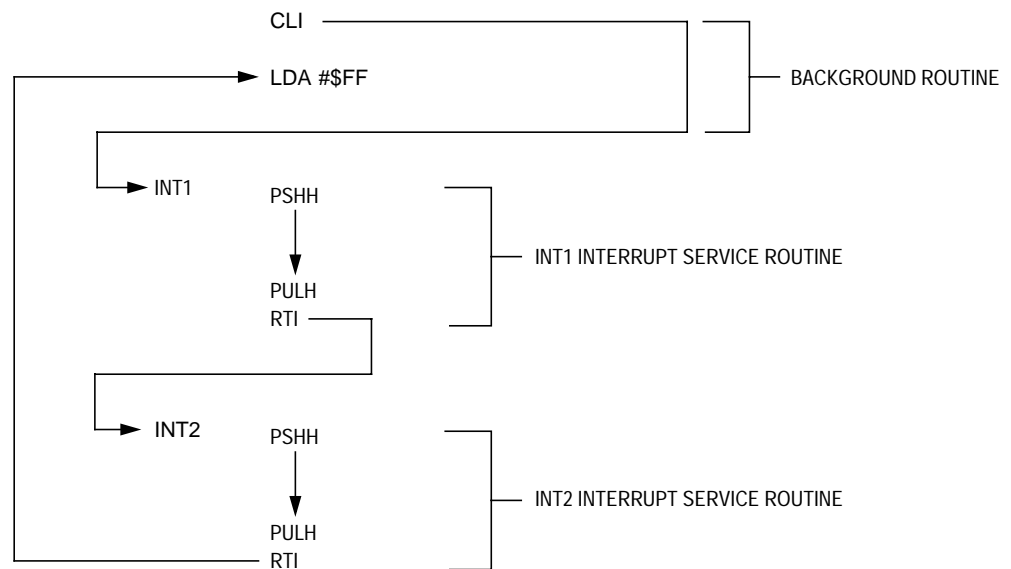 CLI
LDA #$FF
BACKGROUND ROUTINE
INT1
PSHH
INT1 INTERRUPT SERVICE ROUTINE
PULH
RTI
INT2
PSHH
INT2 INTERRUPT SERVICE ROUTINE
PULH
RTI